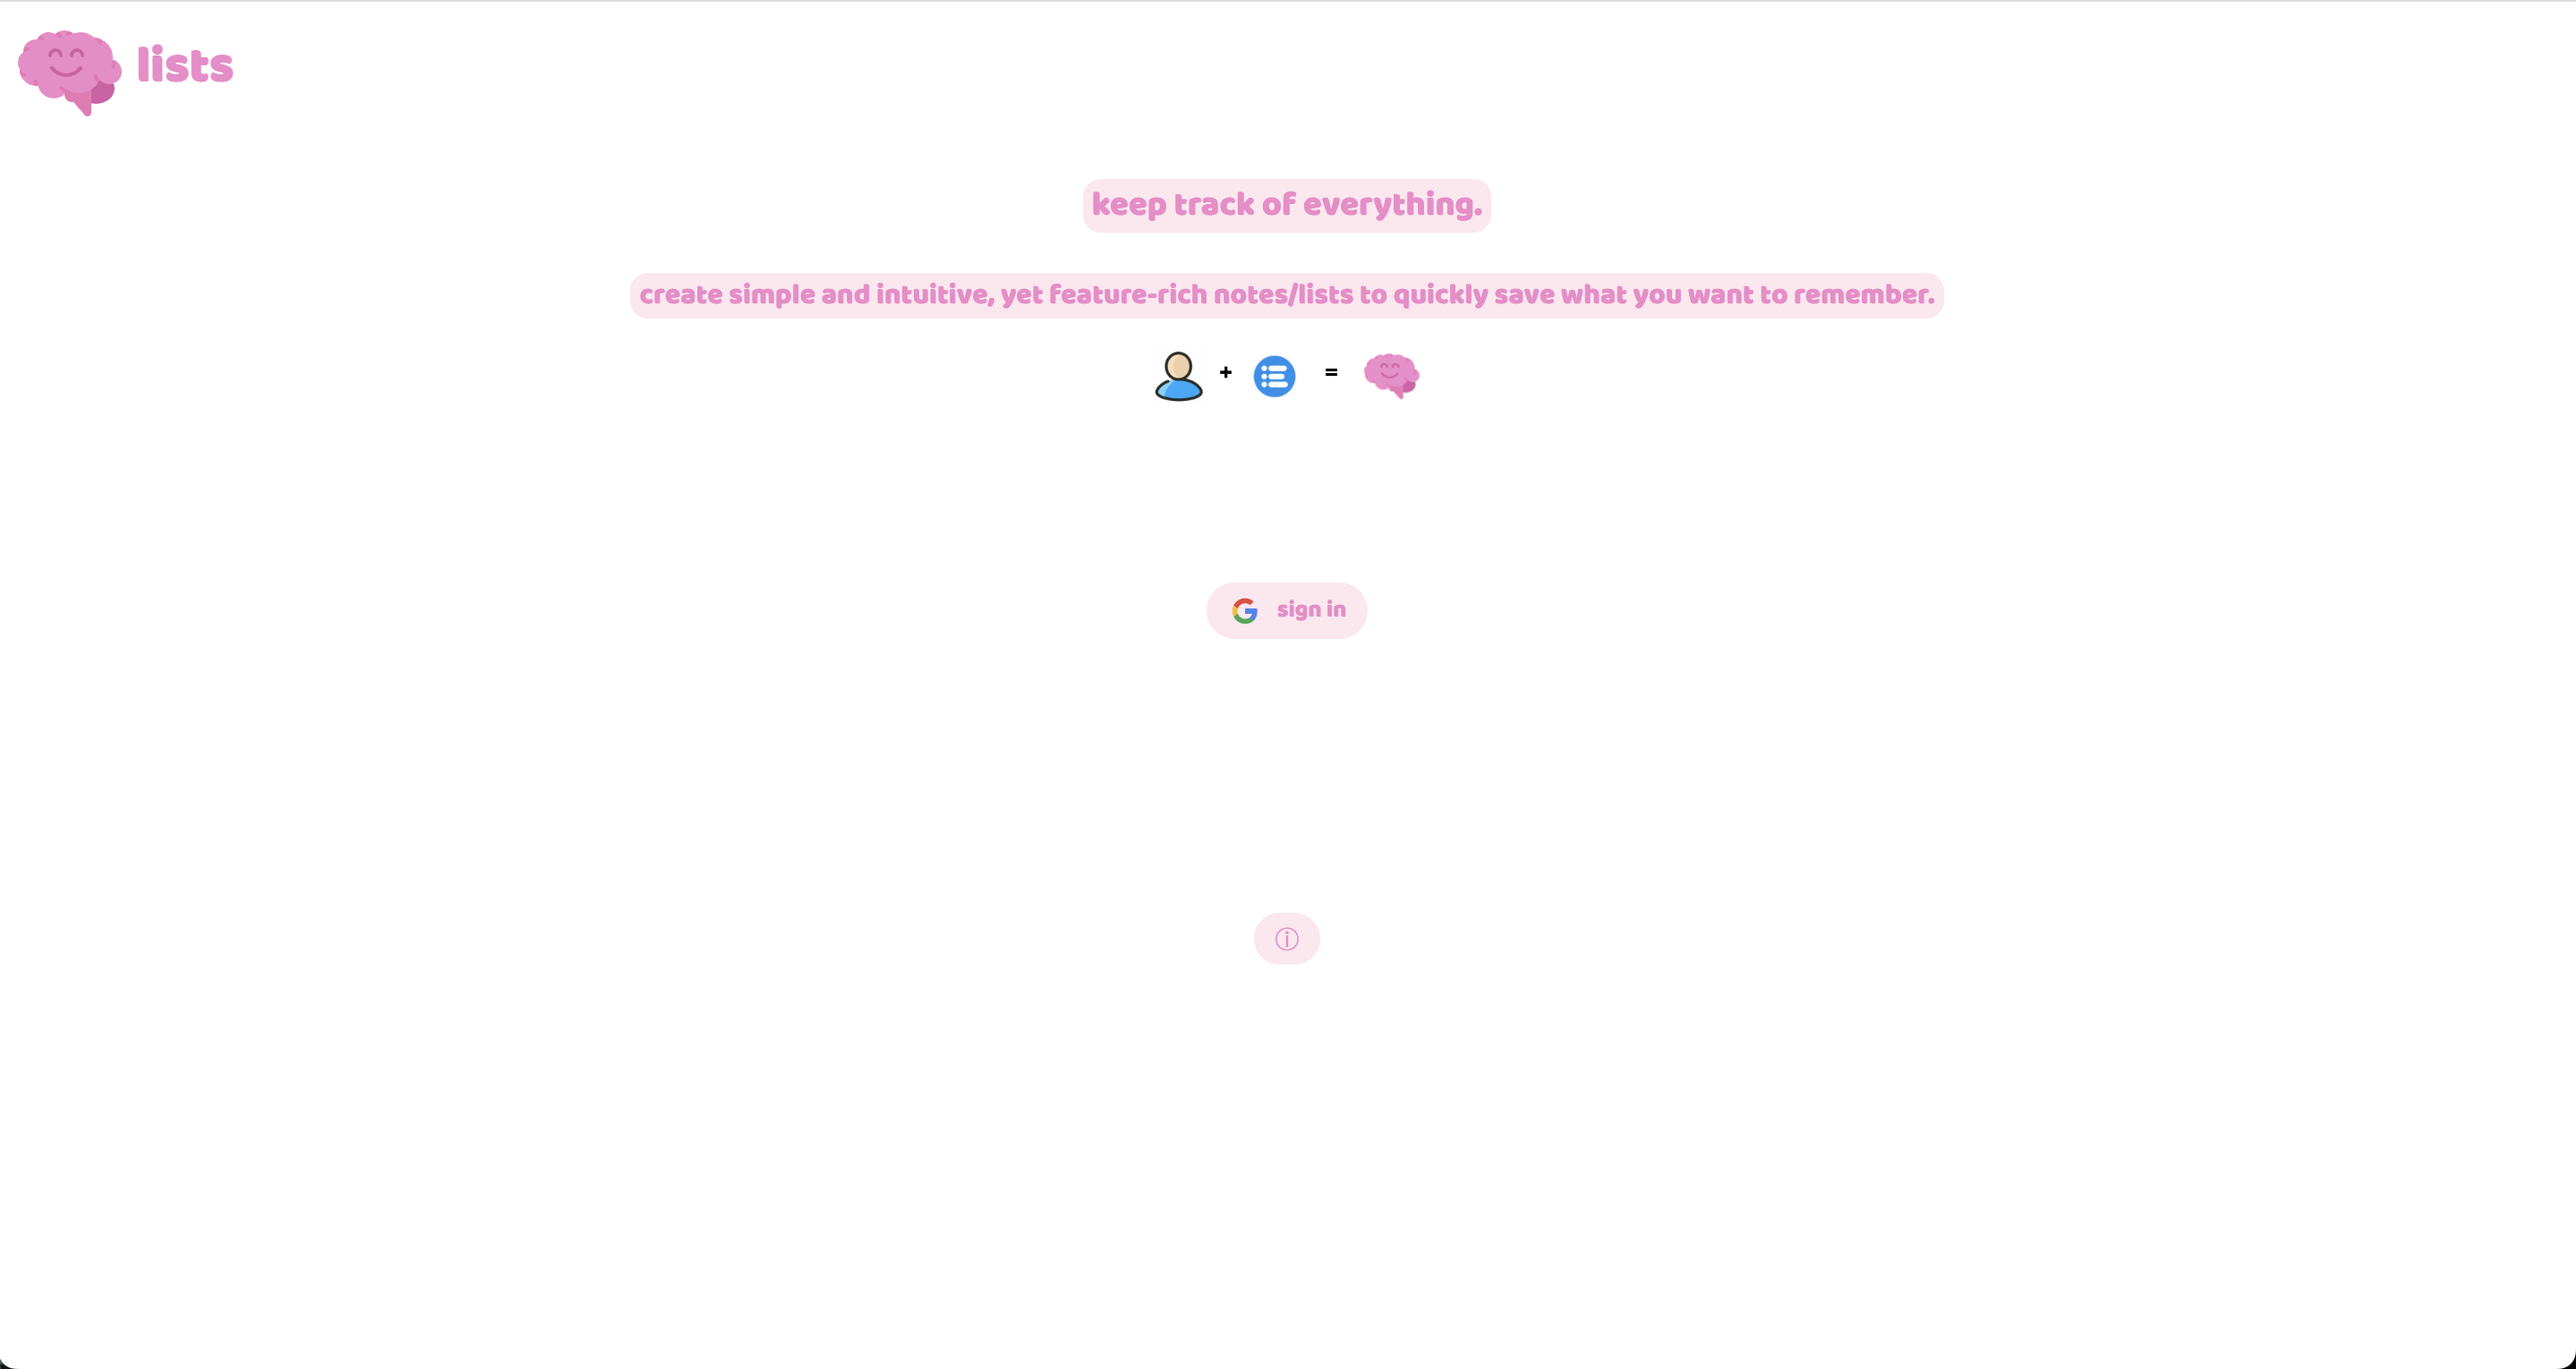 lists
keep track of everything.
create simple and intuitive, yet feature-rich notes/lists to quickly save what you want to remember.
+ =
sign in
ⓘ